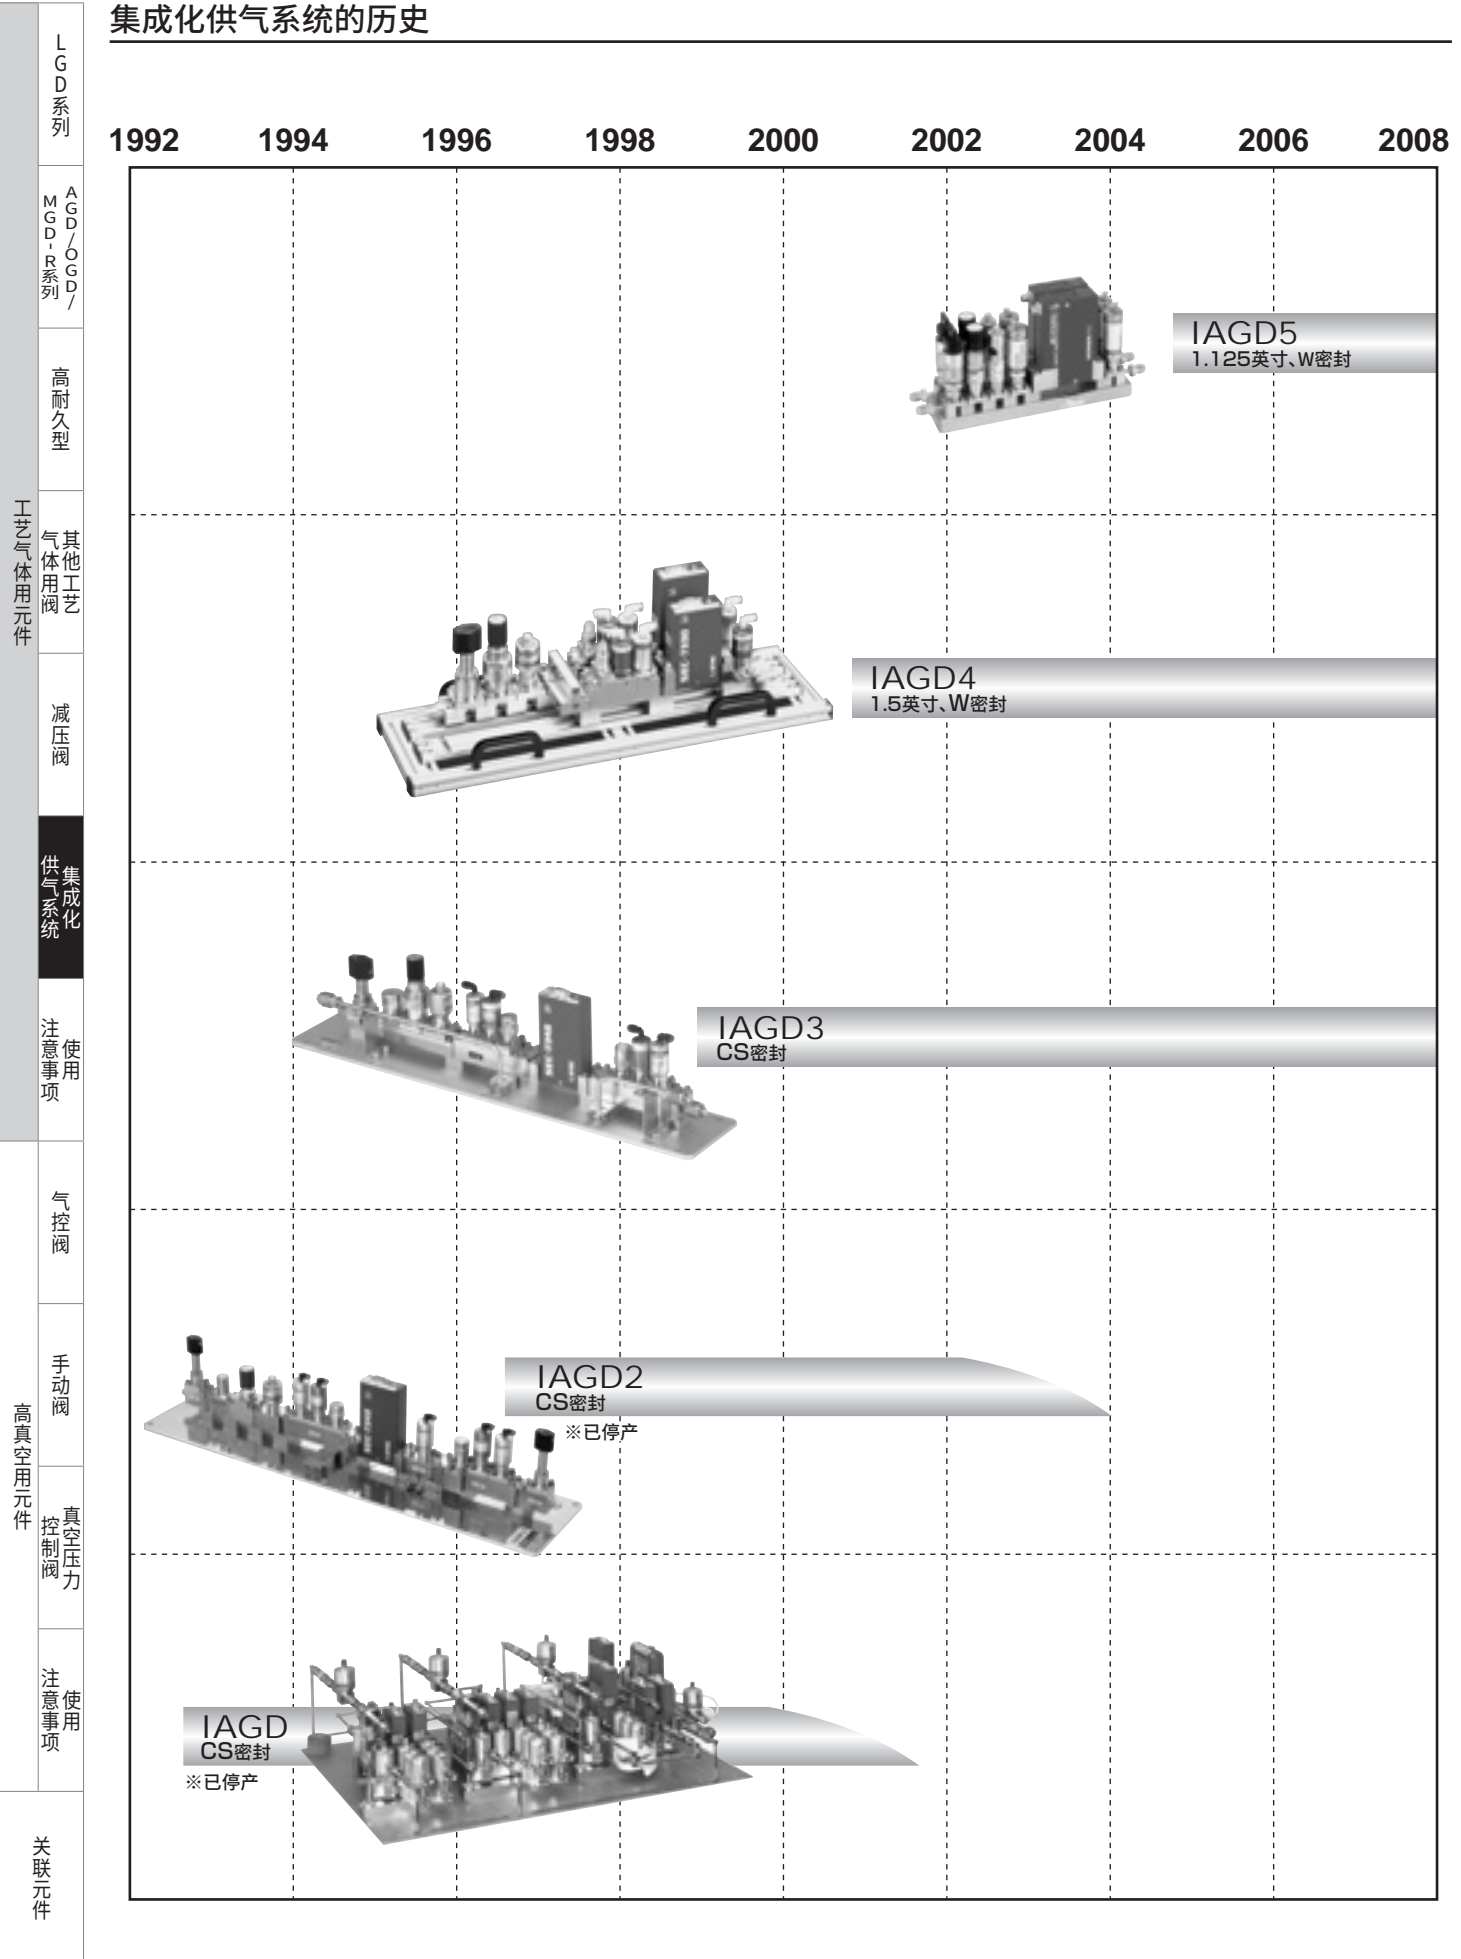 集成化供气系统的历史
1992 1994 1996 1998 2000 2002 2004 2006 2008
IAGD5
1.125英寸、W密封
IAGD4
1.5英寸、W密封
IAGD3
CS密封
IAGD2
CS密封
※已停产
IAGD
CS密封
※已停产
工艺气体用元件
LGD系列
AGD/OGD/
MGD-R系列
高耐久型
其他工艺
气体用阀
减压阀
集成化
供气系统
使用
注意事项
高真空用元件
气控阀
手动阀
真空压力
控制阀
使用
注意事项
关联元件